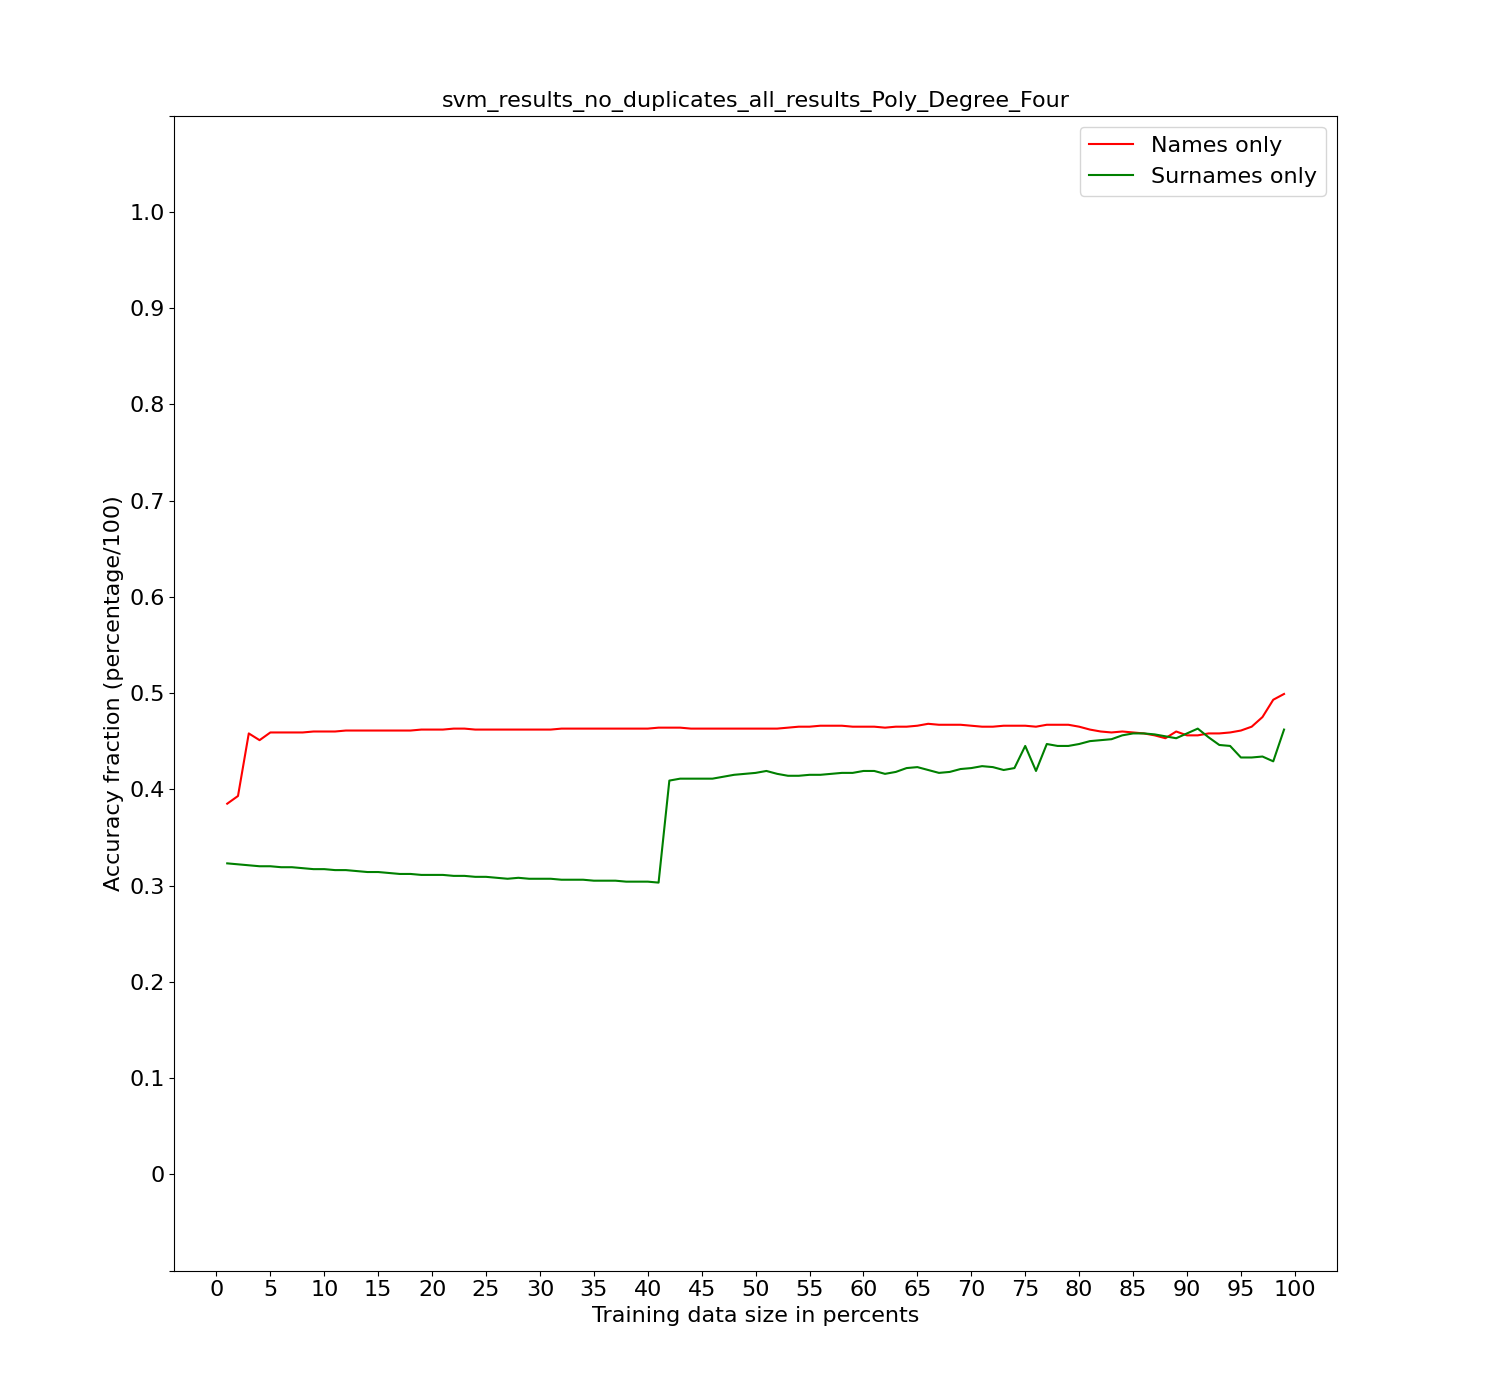 svm_results_no_duplicates_all_results_Poly_Degree_Four
Names only
Surnames only
1.0
0.9
0.8
0.7
0.6
0.5
0.4
0.3
0.2
0.1
0
Accuracy fraction (percentage/100)
0 5 10 15 20 25 30 35 40 45 50 55 60 65 70 75 80 85 90 95 100
Training data size in percents